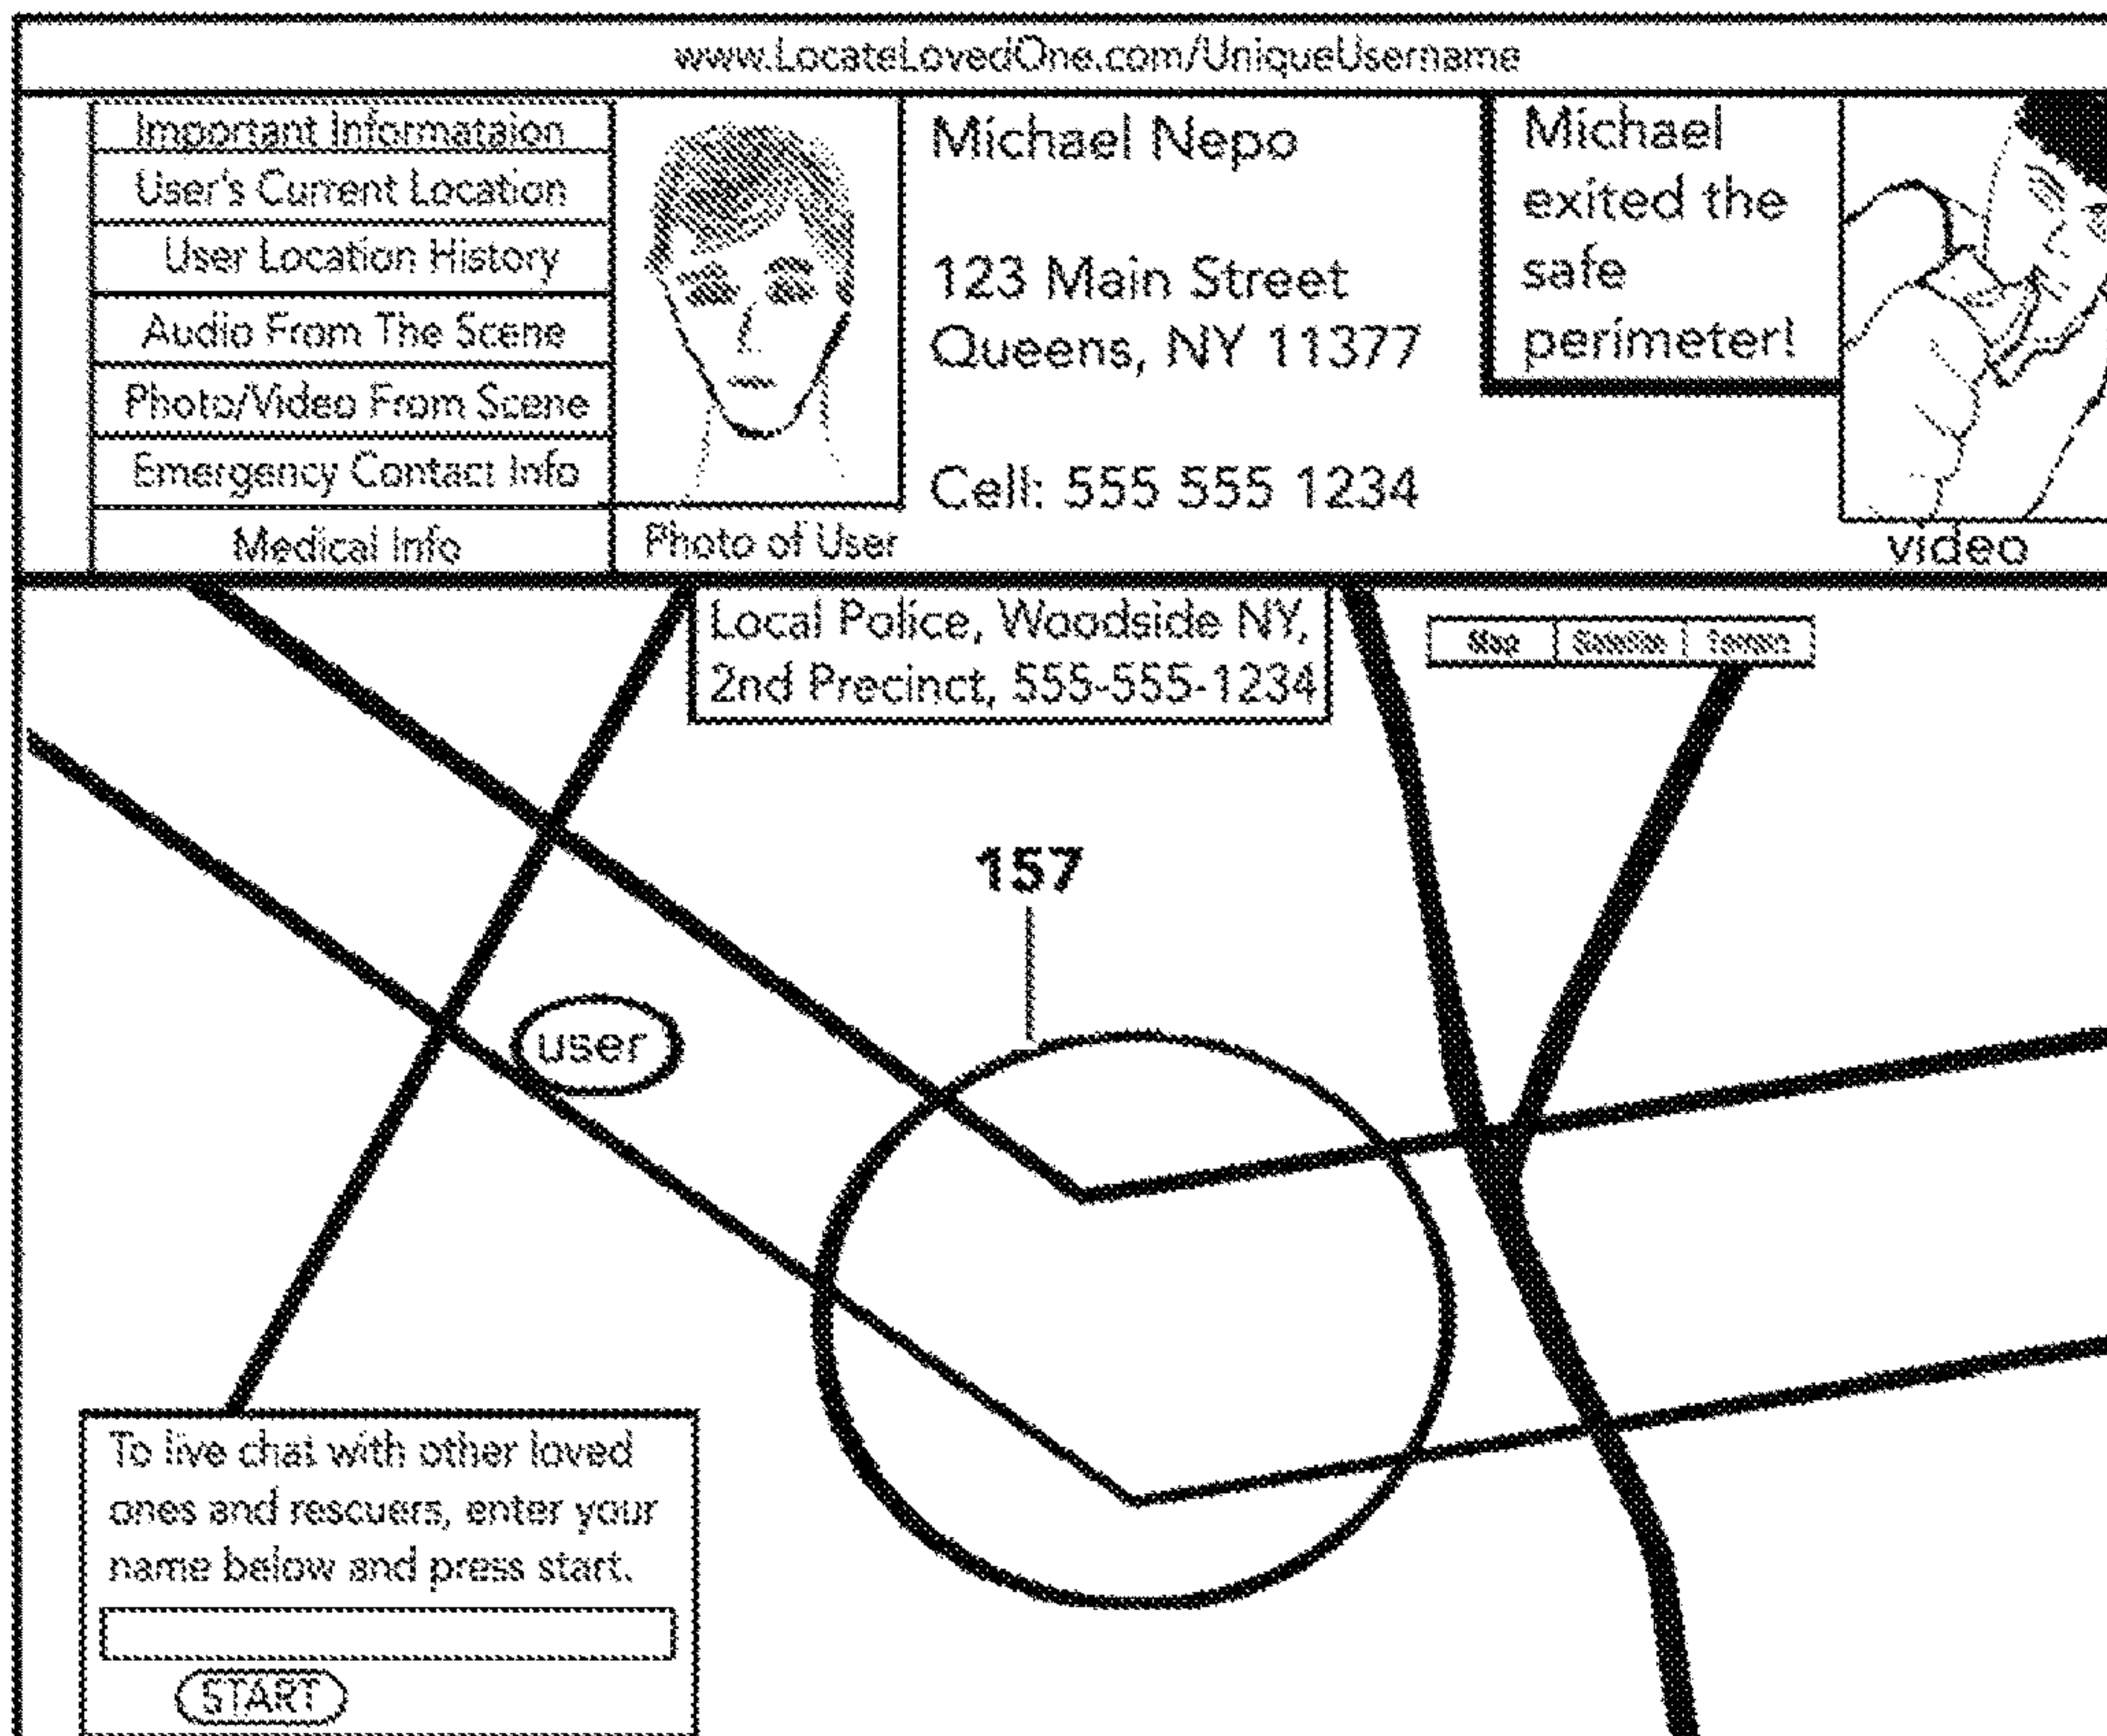 www.LocateLovedOne.com/UniqueUsername
Important Informataion
User's Current Location
User Location History
Audio From The Scene
Photo/Video From Scene
Emergency Contact Info
Medical Info
Photo of User
Michael Nepo
123 Main Street
Queens, NY 11377
Cell: 555 555 1234
Michael
exited the
safe
perimeter!
video
Local Police, Woodside NY,
2nd Precinct, 555-555-1234
Map Satellite Terrain
157
user
To live chat with other loved
ones and rescuers, enter your
name below and press start.
START